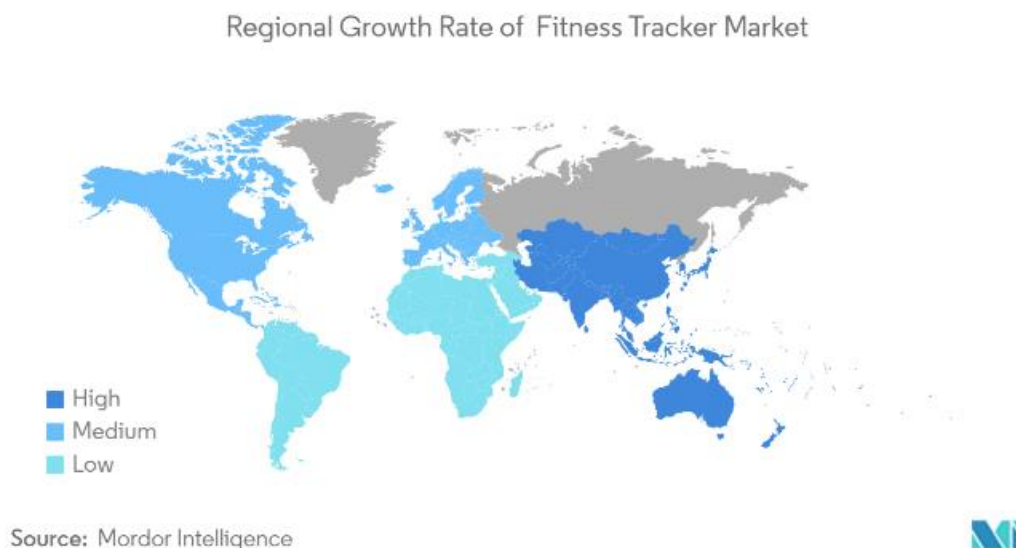 Regional Growth Rate of Fitness Tracker Market
High
Medium
Low
Source: Mordor Intelligence